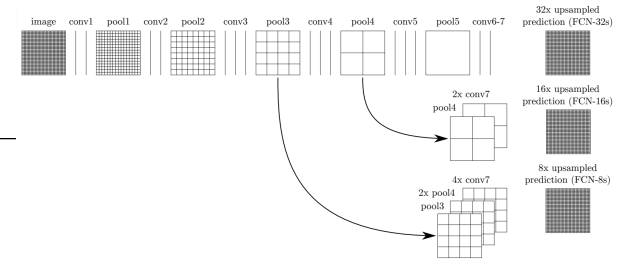 32x upsampled
image conv1 pool1 conv2 pool2 conv3 pool3 conv4 pool4 conv5 pool5 conv6-7 prediction (FCN-32s)
16x upsampled
2x conv7 prediction (FCN-16s)
pool4
8x upsampled
4x conv7 prediction (FCN-8s)
2x pool4
pool3